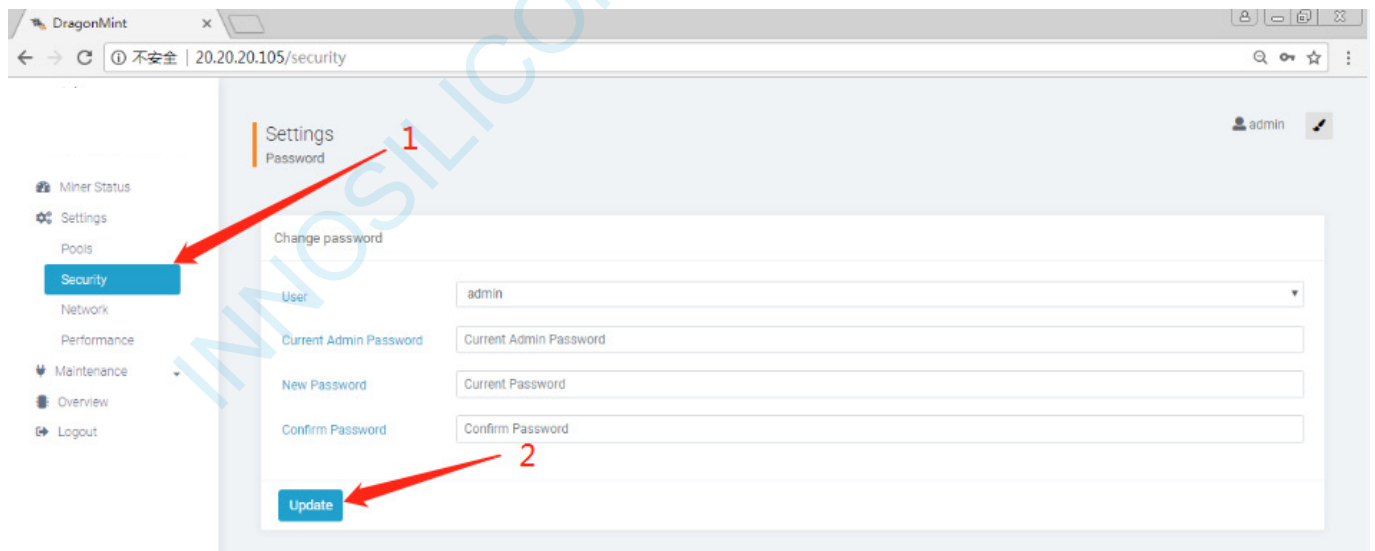 DragonMint
不安全 | 20.20.20.105/security
Settings
Password
1
admin
Miner Status
Settings
Pools
Security
Network
Performance
Maintenance
Overview
Logout
Change password
User
admin
Current Admin Password
Current Admin Password
New Password
Current Password
Confirm Password
Confirm Password
2
Update
INNOSILICO